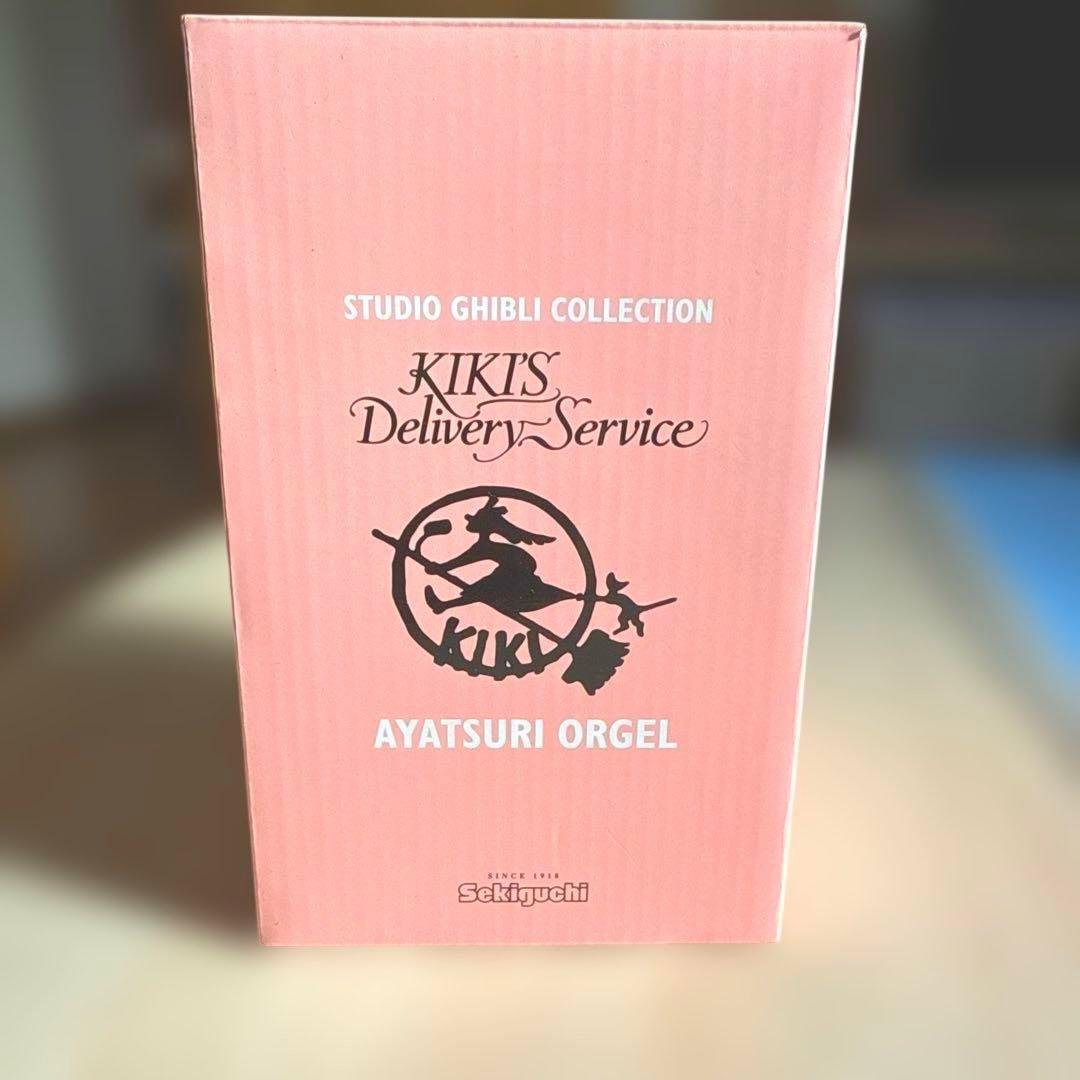 STUDIO GHIBLI COLLECTION
KIKI'S
Delivery Service
KIKI
AYATSURI ORGEL
SINCE 1918
Sekiguchi